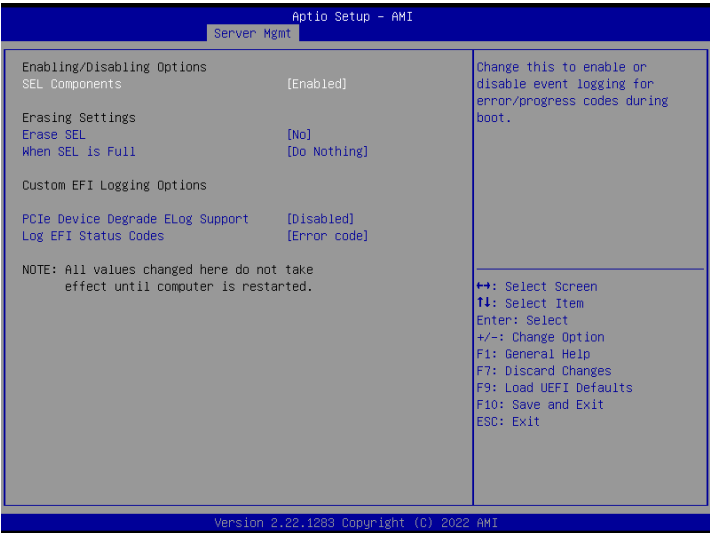 Aptio Setup - AMI
Server Mgmt
Enabling/Disabling Options
SEL Components [Enabled]
Erasing Settings
Erase SEL [No]
When SEL is Full [Do Nothing]
Custom EFI Logging Options
PCIe Device Degrade ELog Support [Disabled]
Log EFI Status Codes [Error code]
NOTE: All values changed here do not take
effect until computer is restarted.
Change this to enable or
disable event logging for
error/progress codes during
boot.
↔: Select Screen
↑↓: Select Item
Enter: Select
+/-: Change Option
F1: General Help
F7: Discard Changes
F9: Load UEFI Defaults
F10: Save and Exit
ESC: Exit
Version 2.22.1283 Copyright (C) 2022 AMI